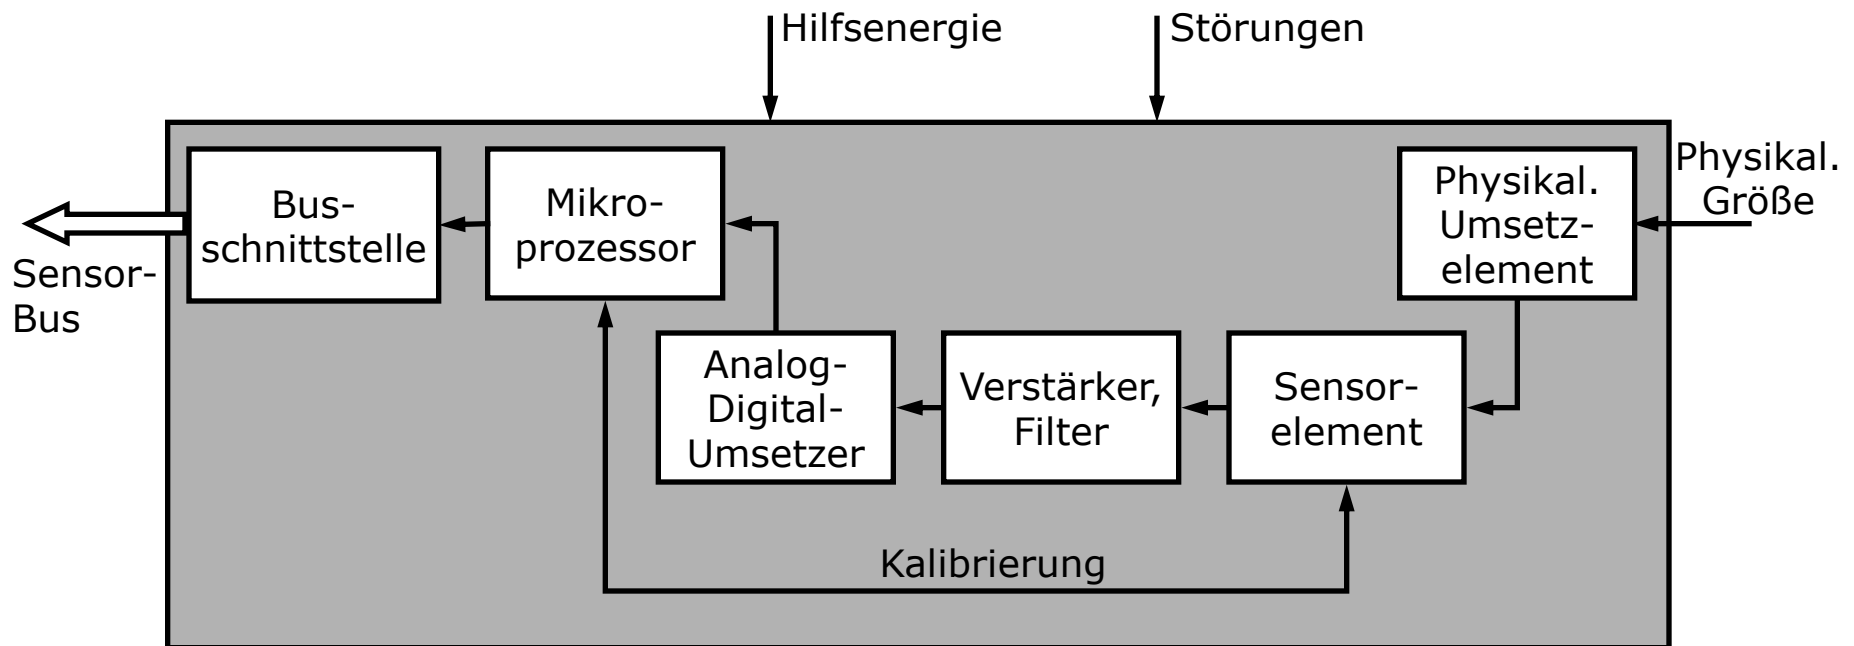 Hilfsenergie
Störungen
Physikal.
Größe
Bus-
schnittstelle
Mikro-
prozessor
Physikal.
Umsetz-
element
Sensor-
Bus
Analog-
Digital-
Umsetzer
Verstärker,
Filter
Sensor-
element
Kalibrierung